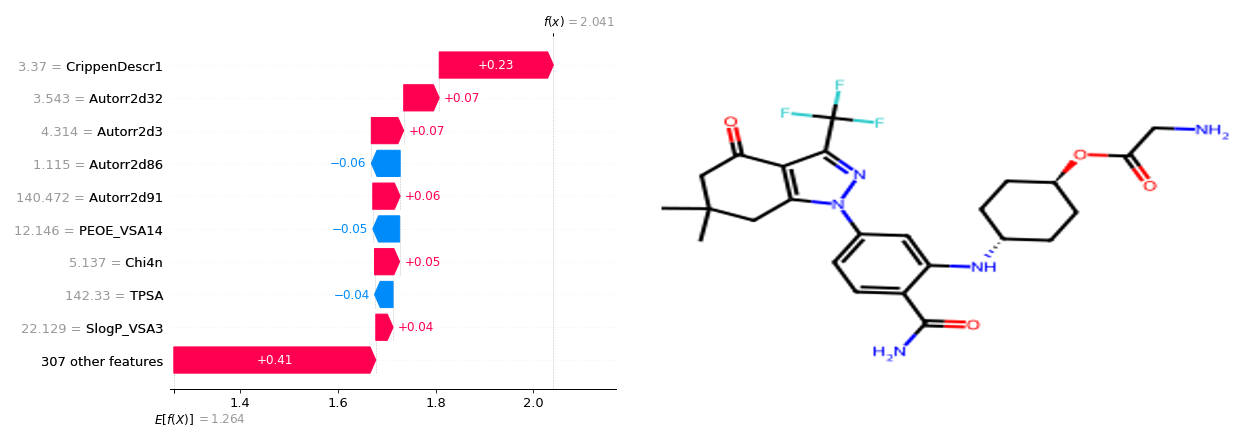 f(x) = 2.041
3.37 = CrippenDescr1
+0.23
3.543 = Autorr2d32
+0.07
4.314 = Autorr2d3
+0.07
1.115 = Autorr2d86
−0.06
140.472 = Autorr2d91
+0.06
12.146 = PEOE_VSA14
−0.05
5.137 = Chi4n
+0.05
142.33 = TPSA
−0.04
22.129 = SlogP_VSA3
+0.04
307 other features
+0.41
1.4 1.6 1.8 2.0
E[f(X)] = 1.264
F
F F
O
N
N
NH
O
H₂N
O
O
NH₂